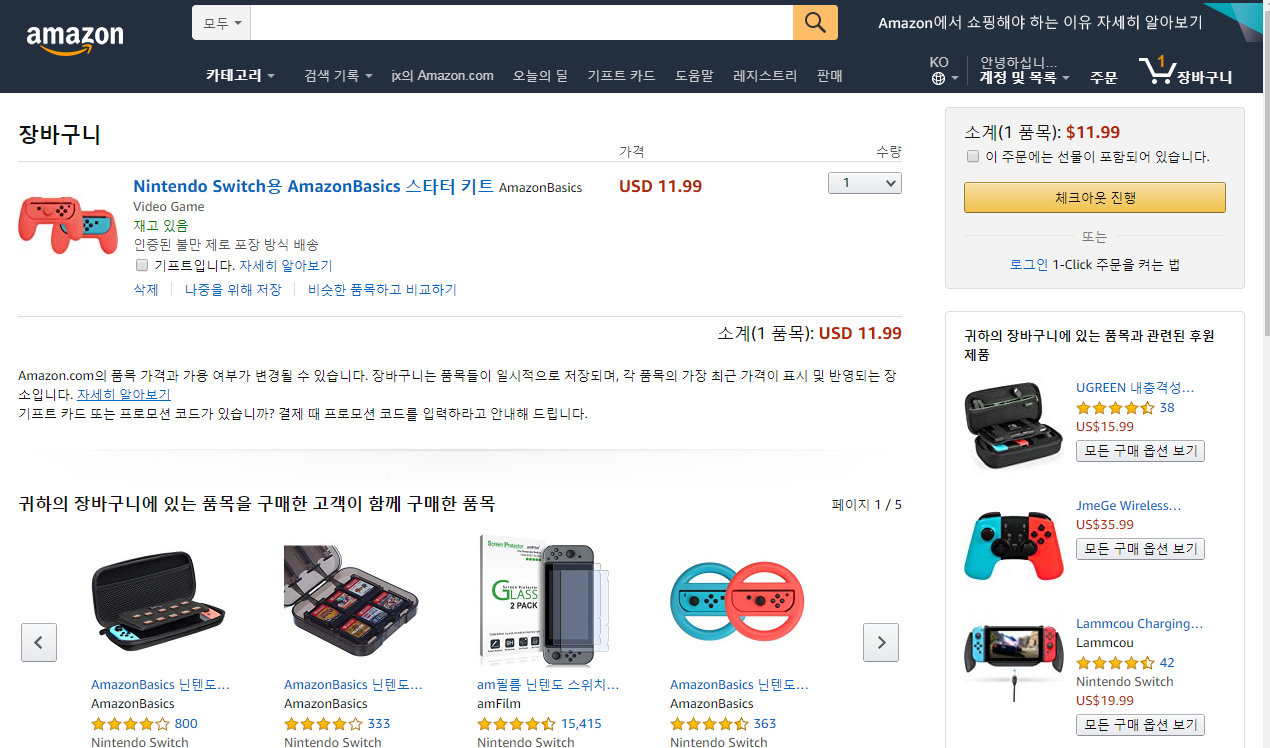 amazon
모두
Amazon에서 쇼핑해야 하는 이유 자세히 알아보기
카테고리 검색 기록 jx의 Amazon.com 오늘의 딜 기프트 카드 도움말 레지스트리 판매
KO
안녕하십니...
계정 및 목록
주문
1
장바구니
장바구니
가격 수량
Nintendo Switch용 AmazonBasics 스타터 키트 AmazonBasics
USD 11.99
1
Video Game
재고 있음
인증된 불만 제로 포장 방식 배송
기프트입니다. 자세히 알아보기
삭제 나중을 위해 저장 비슷한 품목하고 비교하기
소계(1 품목): USD 11.99
Amazon.com의 품목 가격과 가용 여부가 변경될 수 있습니다. 장바구니는 품목들이 일시적으로 저장되며, 각 품목의 가장 최근 가격이 표시 및 반영되는 장
소입니다. 자세히 알아보기
기프트 카드 또는 프로모션 코드가 있습니까? 결제 때 프로모션 코드를 입력하라고 안내해 드립니다.
귀하의 장바구니에 있는 품목을 구매한 고객이 함께 구매한 품목
페이지 1 / 5
Screen Protector amFilm
GLASS
2 PACK
AmazonBasics 닌텐도...
AmazonBasics
800
Nintendo Switch
AmazonBasics 닌텐도...
AmazonBasics
333
Nintendo Switch
am필름 닌텐도 스위치...
amFilm
15,415
Nintendo Switch
AmazonBasics 닌텐도...
AmazonBasics
363
Nintendo Switch
소계(1 품목): $11.99
이 주문에는 선물이 포함되어 있습니다.
체크아웃 진행
또는
로그인 1-Click 주문을 켜는 법
귀하의 장바구니에 있는 품목과 관련된 후원
제품
UGREEN 내충격성...
38
US$15.99
모든 구매 옵션 보기
JmeGe Wireless...
US$35.99
모든 구매 옵션 보기
Lammcou Charging...
Lammcou
42
Nintendo Switch
US$19.99
모든 구매 옵션 보기